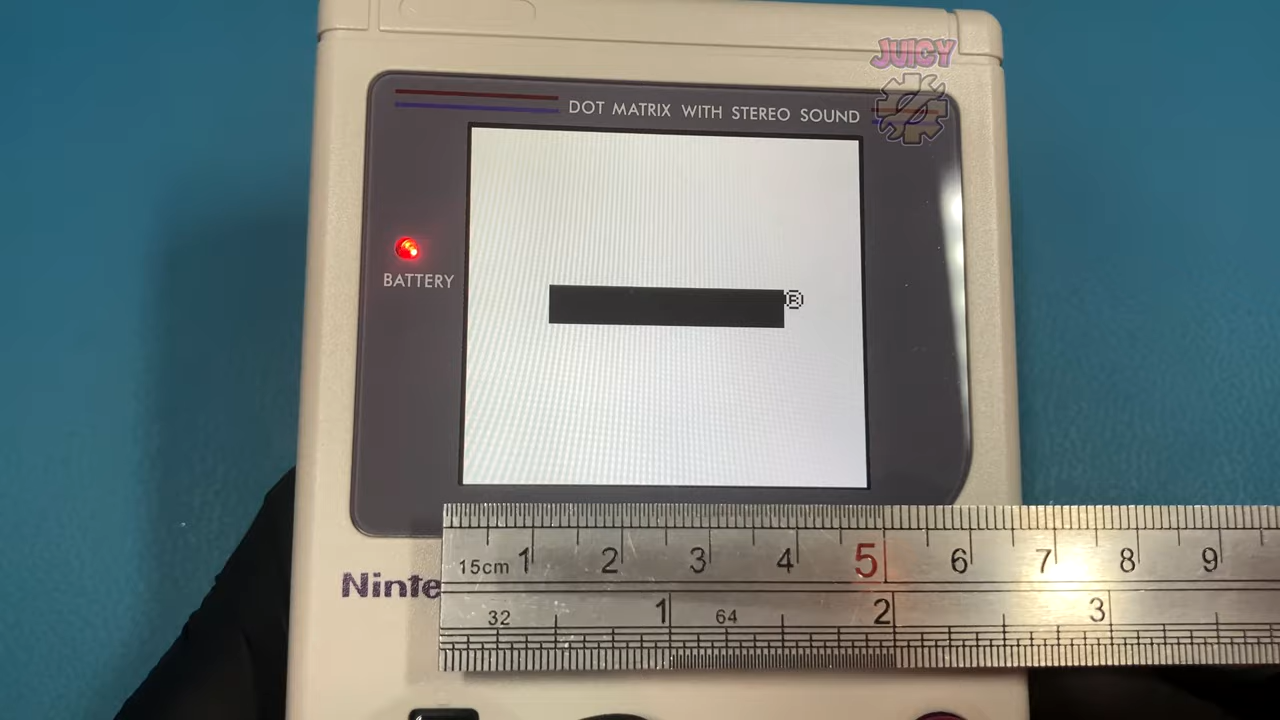 JUICY
DOT MATRIX WITH STEREO SOUND
BATTERY
®
15cm 1 2 3 4 5 6 7 8 9
Ninte
32 1 64 2 3